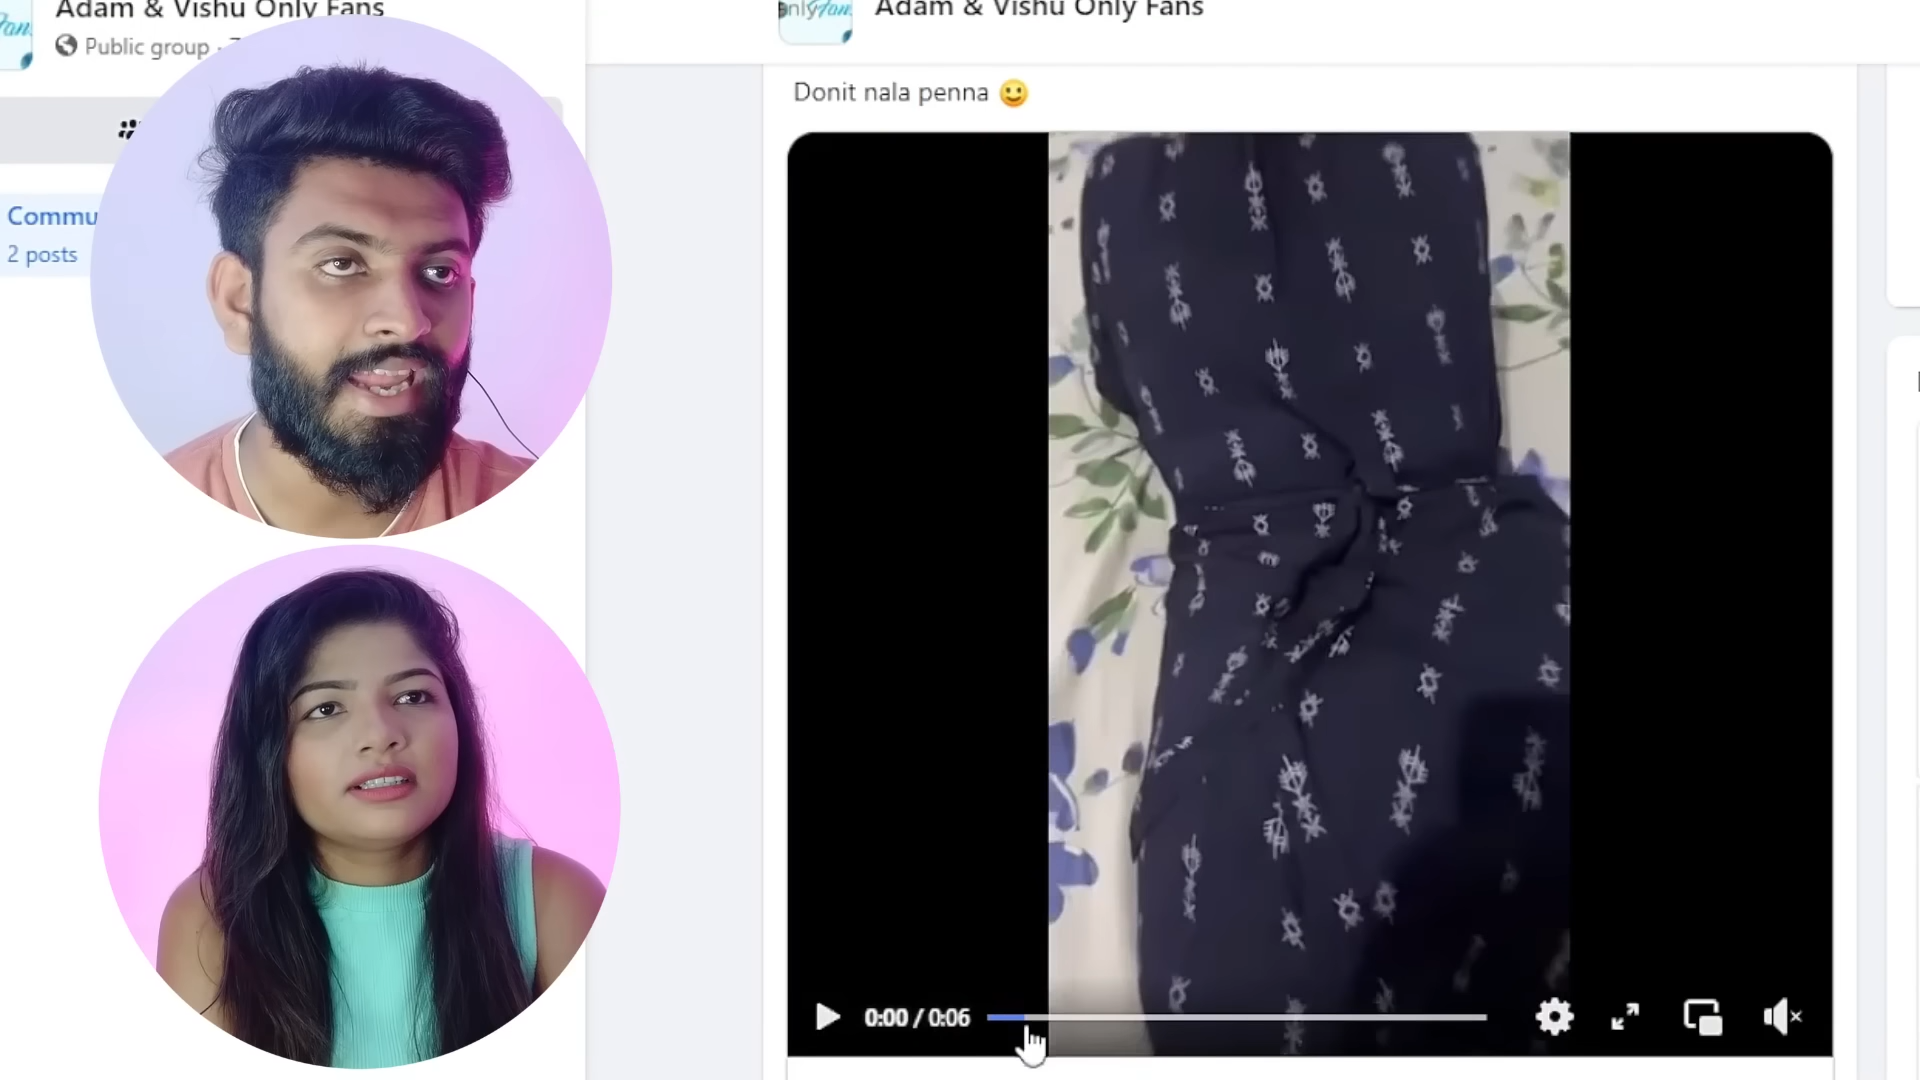 Adam & Vishu Only Fans
Public group
Commu
2 posts
Adam & Vishu Only Fans
Donit nala penna 🙂
0:00 / 0:06